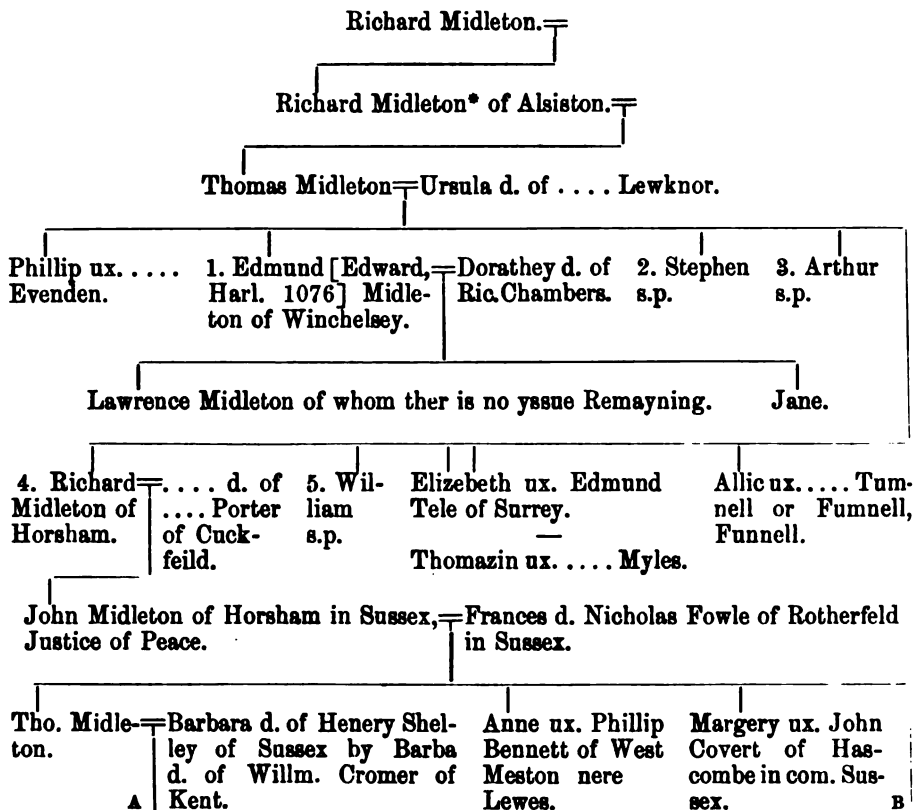 Richard Midleton.
Richard Midleton* of Alsiston.
Thomas Midleton=Ursula d. of . . . . Lewknor.
Phillip ux. . . . .
Evenden.
1. Edmund [Edward,
Harl. 1076] Midle-
ton of Winchelsey.
Dorathey d. of
Ric. Chambers.
2. Stephen
s.p.
3. Arthur
s.p.
Lawrence Midleton of whom ther is no yssue Remayning.
Jane.
4. Richard
Midleton of
Horsham.
. . . . d. of
. . . . Porter
of Cuck-
feild.
5. Wil-
liam
s.p.
Elizebeth ux. Edmund
Tele of Surrey.
—
Thomazin ux. . . . . Myles.
Allic ux. . . . . Tum-
nell or Fumnell,
Funnell.
John Midleton of Horsham in Sussex,
Justice of Peace.
Frances d. Nicholas Fowle of Rotherfeld
in Sussex.
Tho. Midle-
ton.
Barbara d. of Henery Shel-
ley of Sussex by Barba
d. of Willm. Cromer of
Kent.
Anne ux. Phillip
Bennett of West
Meston nere
Lewes.
Margery ux. John
Covert of Has-
combe in com. Sus-
sex.
A
B